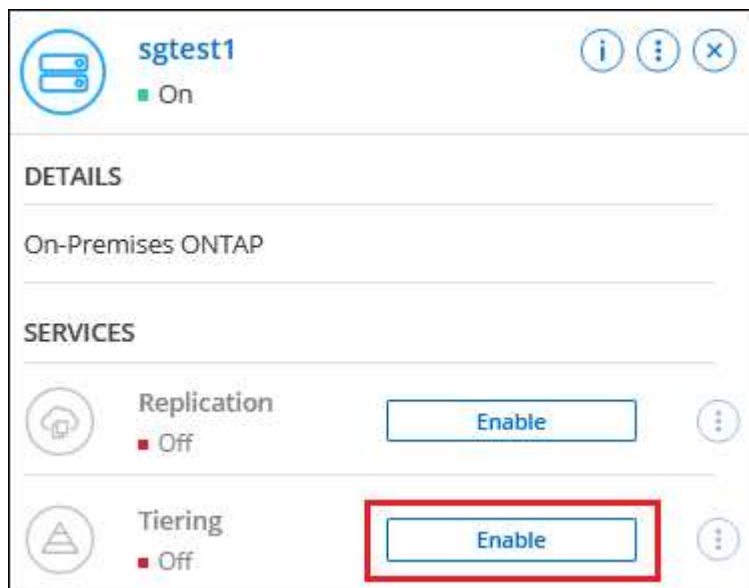 sgtest1
On
DETAILS
On-Premises ONTAP
SERVICES
Replication
Enable
Off
Tiering
Enable
Off